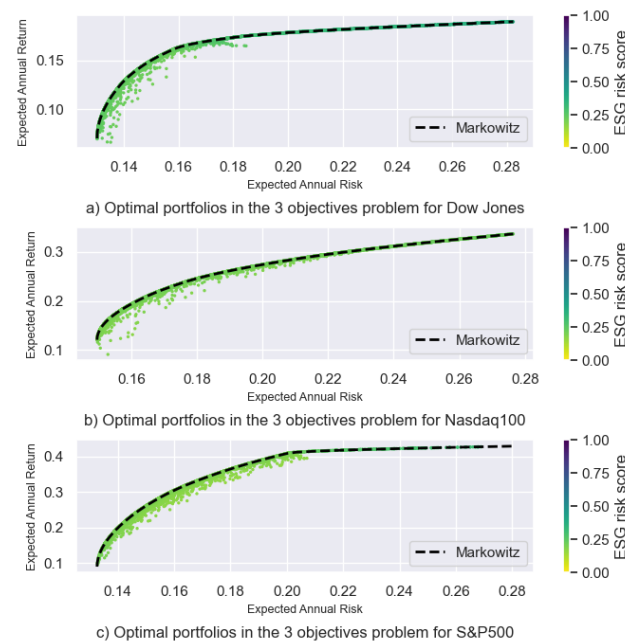 Expected Annual Return
0.15
0.10
Markowitz
0.14 0.16 0.18 0.20 0.22 0.24 0.26 0.28
Expected Annual Risk
1.00
0.75
0.50
0.25
0.00
ESG risk score
a) Optimal portfolios in the 3 objectives problem for Dow Jones
Expected Annual Return
0.3
0.2
0.1
Markowitz
0.16 0.18 0.20 0.22 0.24 0.26 0.28
Expected Annual Risk
1.00
0.75
0.50
0.25
0.00
ESG risk score
b) Optimal portfolios in the 3 objectives problem for Nasdaq100
Expected Annual Return
0.4
0.3
0.2
0.1
Markowitz
0.14 0.16 0.18 0.20 0.22 0.24 0.26 0.28
Expected Annual Risk
1.00
0.75
0.50
0.25
0.00
ESG risk score
c) Optimal portfolios in the 3 objectives problem for S&P500